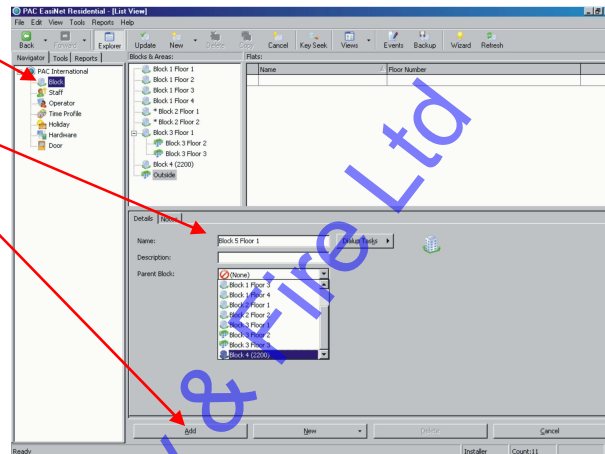 PAC EasiNet Residential - [List View]
File Edit View Tools Reports Help
Back Forward Explorer Update New Delete Copy Cancel Key Seek Views Events Backup Wizard Refresh
Navigator Tools Reports Blocks & Areas: Flats:
PAC International
Block
Staff
Operator
Time Profile
Holiday
Hardware
Door
Block 1 Floor 1
Block 1 Floor 2
Block 1 Floor 3
Block 1 Floor 4
* Block 2 Floor 1
* Block 2 Floor 2
Block 3 Floor 1
Block 3 Floor 2
Block 3 Floor 3
Block 4 (2200)
Outside
Name Floor Number
Details Notes
Name: Block 5 Floor 1 Dialup Tasks
Description:
Parent Block: (None)
Block 1 Floor 3
Block 1 Floor 4
Block 2 Floor 1
Block 2 Floor 2
Block 3 Floor 1
Block 3 Floor 2
Block 3 Floor 3
Block 4 (2200)
Add New Delete Cancel
Ready Installer Count:11
& Fire Ltd